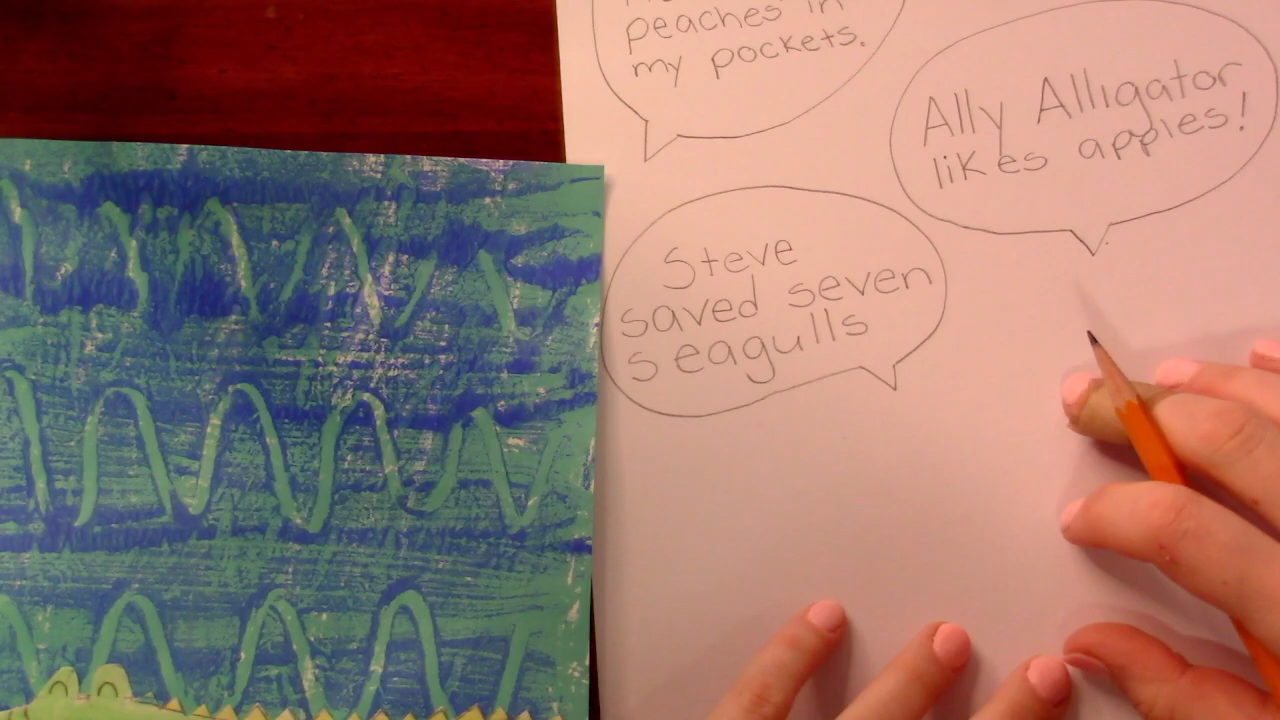 peaches in
my pockets.
Ally Alligator
likes apples!
Steve
saved seven
seagulls